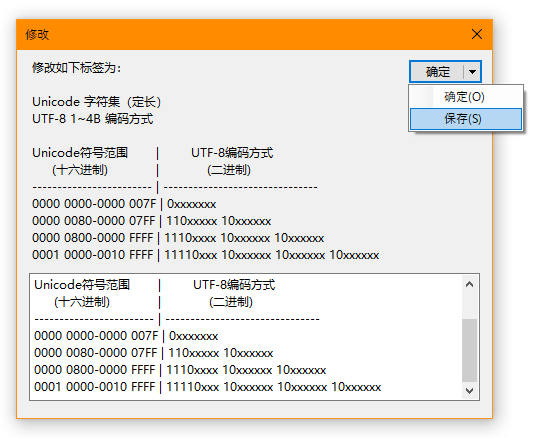 修改
修改如下标签为：
确定
确定(O)
保存(S)
Unicode 字符集（定长）
UTF-8 1~4B 编码方式
Unicode符号范围 | UTF-8编码方式
(十六进制) | (二进制)
----------------------- | ------------------------------
0000 0000-0000 007F | 0xxxxxxx
0000 0080-0000 07FF | 110xxxxx 10xxxxxx
0000 0800-0000 FFFF | 1110xxxx 10xxxxxx 10xxxxxx
0001 0000-0010 FFFF | 11110xxx 10xxxxxx 10xxxxxx 10xxxxxx
Unicode符号范围 | UTF-8编码方式
(十六进制) | (二进制)
----------------------- | ------------------------------
0000 0000-0000 007F | 0xxxxxxx
0000 0080-0000 07FF | 110xxxxx 10xxxxxx
0000 0800-0000 FFFF | 1110xxxx 10xxxxxx 10xxxxxx
0001 0000-0010 FFFF | 11110xxx 10xxxxxx 10xxxxxx 10xxxxxx